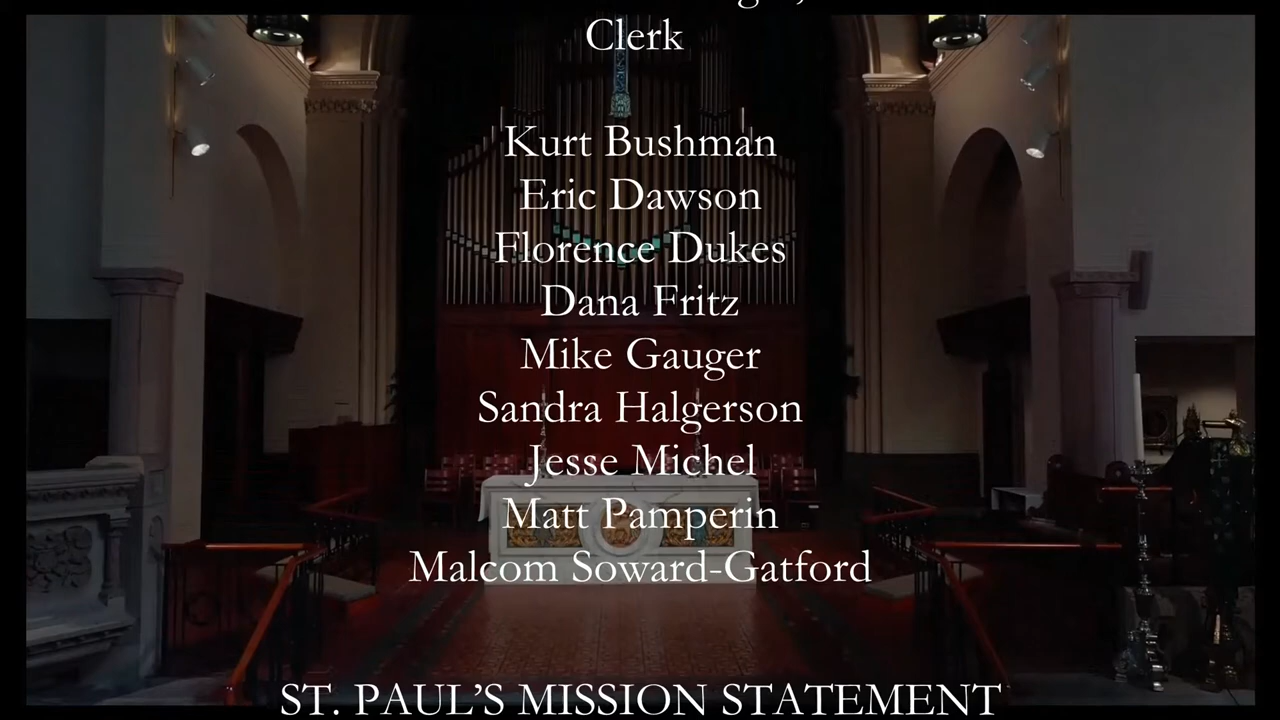 Clerk
Kurt Bushman
Eric Dawson
Florence Dukes
Dana Fritz
Mike Gauger
Sandra Halgerson
Jesse Michel
Matt Pamperin
Malcom Soward-Gatford
ST. PAUL'S MISSION STATEMENT